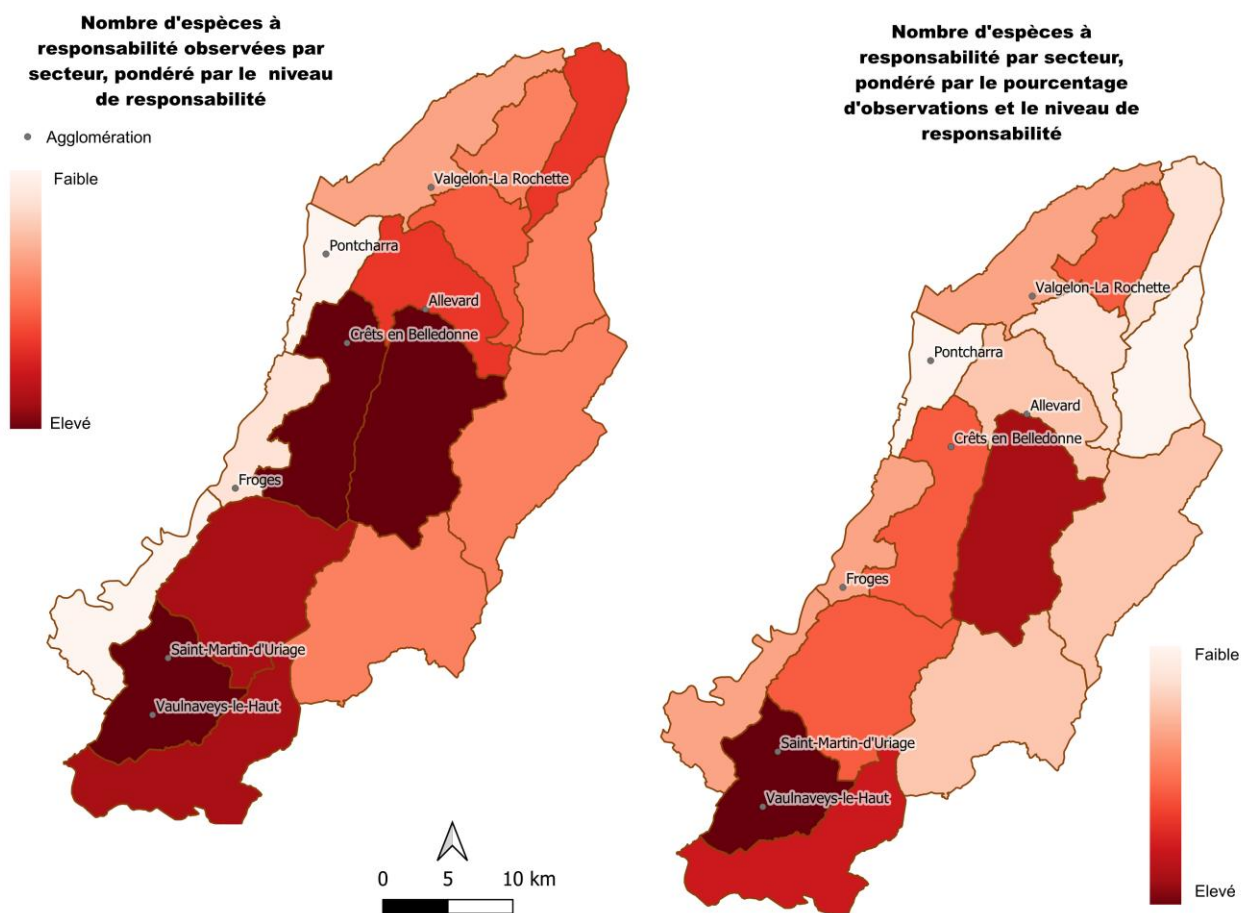 Nombre d'espèces à
responsabilité observées par
secteur, pondéré par le niveau
de responsabilité
Agglomération
Faible
Elevé
Valgelon-La Rochette
Pontcharra
Allevard
Crêts en Belledonne
Froges
Saint-Martin-d'Uriage
Vaulnaveys-le-Haut
0 5 10 km
Nombre d'espèces à
responsabilité par secteur,
pondéré par le pourcentage
d'observations et le niveau de
responsabilité
Valgelon-La Rochette
Pontcharra
Allevard
Crêts en Belledonne
Froges
Saint-Martin-d'Uriage
Vaulnaveys-le-Haut
Faible
Elevé